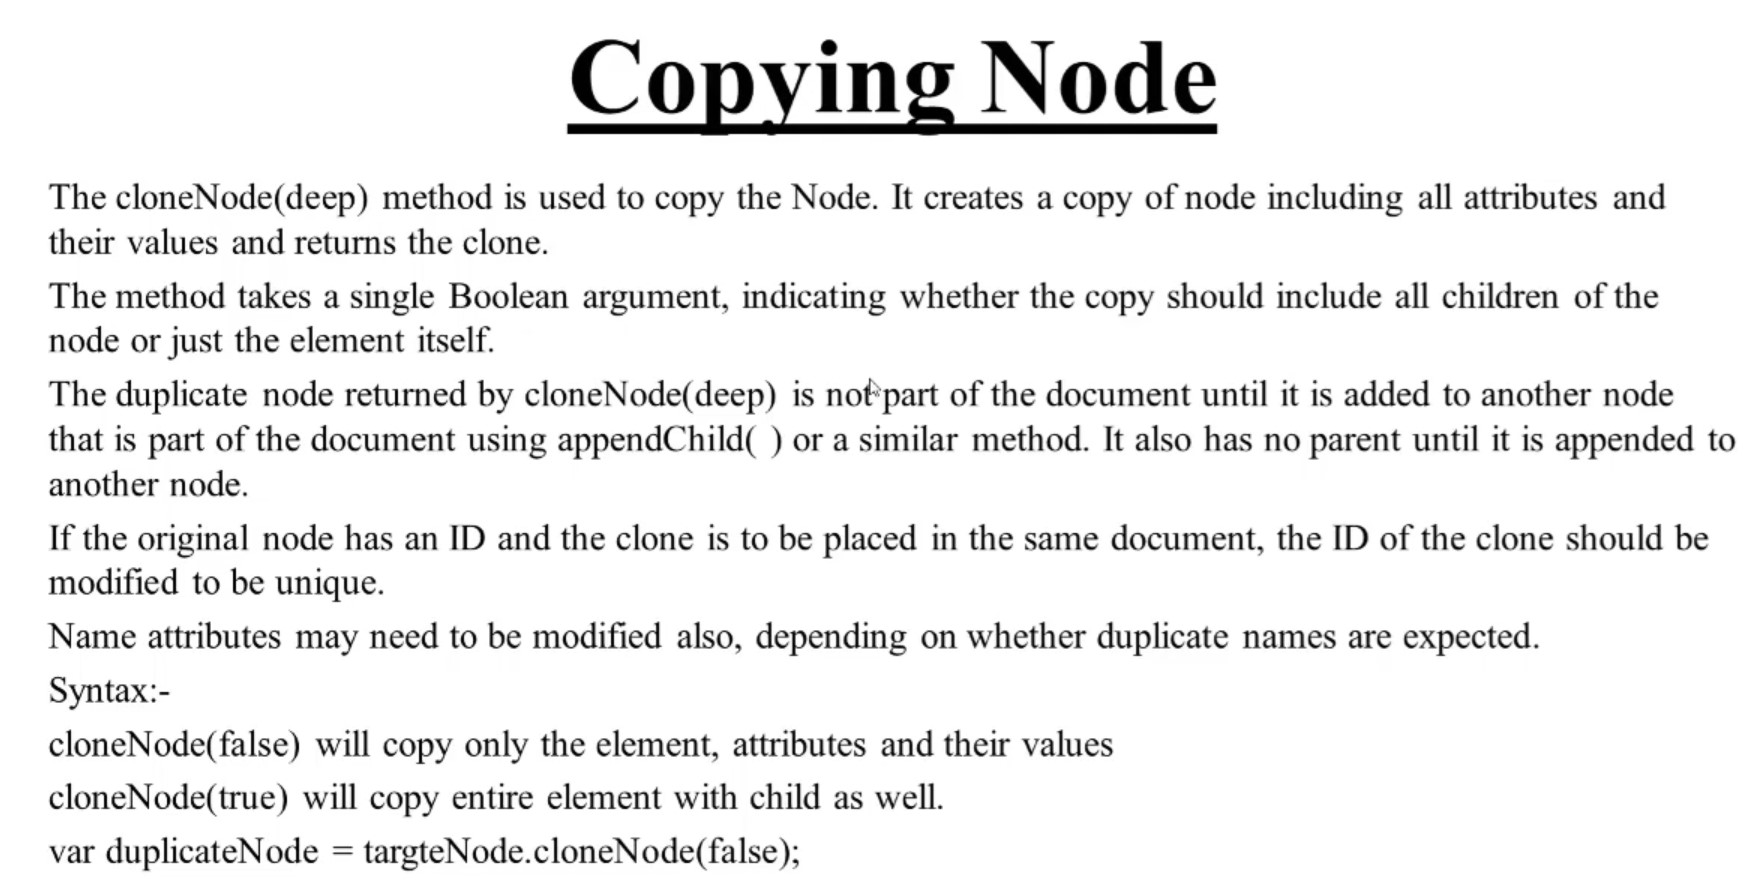 Copying Node
The cloneNode(deep) method is used to copy the Node. It creates a copy of node including all attributes and
their values and returns the clone.
The method takes a single Boolean argument, indicating whether the copy should include all children of the
node or just the element itself.
The duplicate node returned by cloneNode(deep) is not part of the document until it is added to another node
that is part of the document using appendChild( ) or a similar method. It also has no parent until it is appended to
another node.
If the original node has an ID and the clone is to be placed in the same document, the ID of the clone should be
modified to be unique.
Name attributes may need to be modified also, depending on whether duplicate names are expected.
Syntax:-
cloneNode(false) will copy only the element, attributes and their values
cloneNode(true) will copy entire element with child as well.
var duplicateNode = targteNode.cloneNode(false);